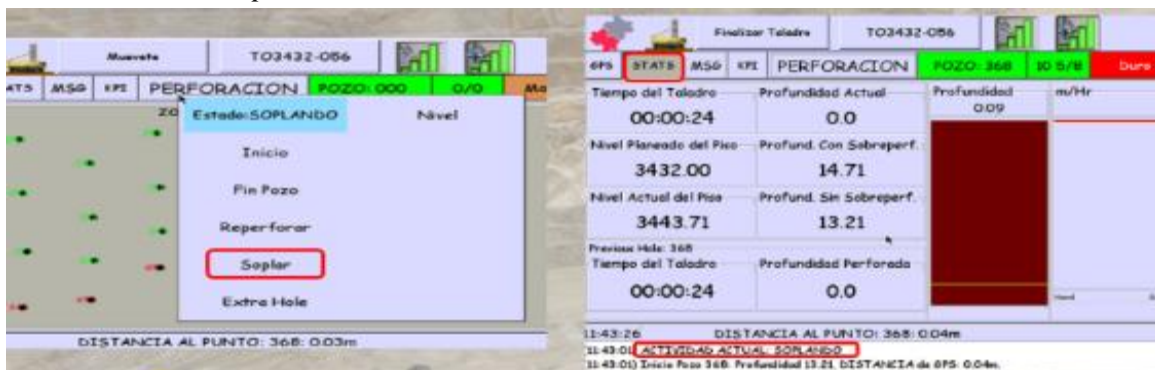 Mueveta
TO3432-056
ATS MSG KPI PERFORACION POZO: 000 0/0
Estado: SOPLANDO Nivel
Inicio
Fin Pozo
Reperforar
Soplar
Extra Hole
DISTANCIA AL PUNTO: 368: 0.03m
Finalizar Taladro
TO3432-056
GPS STATS MSG KPI PERFORACION POZO: 368 10 5/8 Duro
Tiempo del Taladro Profundidad Actual Profundidad m/Hr
00:00:24 0.0 0.09
Nivel Planeado del Piso Profund. Con Sobreperf.
3432.00 14.71
Nivel Actual del Piso Profund. Sin Sobreperf.
3443.71 13.21
Previous Hole: 368
Tiempo del Taladro Profundidad Perforada
00:00:24 0.0
11:43:26 DISTANCIA AL PUNTO: 368: 0.04m
(11:43:01) ACTIVIDAD ACTUAL: SOPLANDO
(11:43:01) Inicio Pozo 368. Profundidad 13.21, DISTANCIA de GPS: 0.04m.